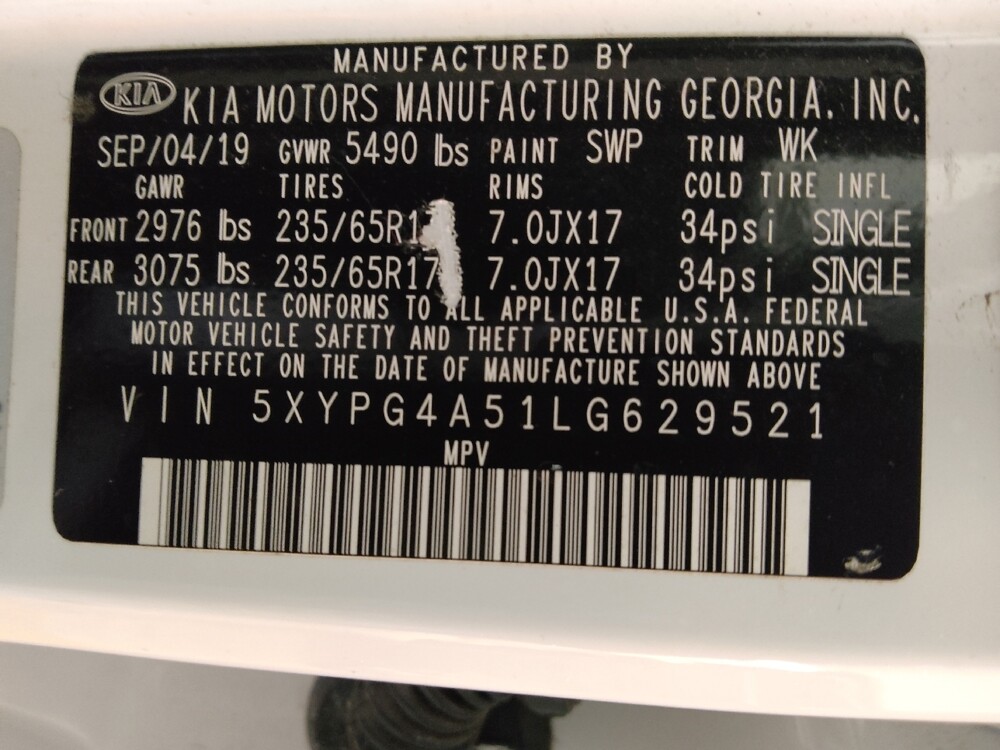 MANUFACTURED BY
KIA KIA MOTORS MANUFACTURING GEORGIA, INC.
SEP/04/19 GVWR 5490 lbs PAINT SWP TRIM WK
GAWR TIRES RIMS COLD TIRE INFL
FRONT 2976 lbs 235/65R17 7.0JX17 34psi SINGLE
REAR 3075 lbs 235/65R17 7.0JX17 34psi SINGLE
THIS VEHICLE CONFORMS TO ALL APPLICABLE U.S.A. FEDERAL
MOTOR VEHICLE SAFETY AND THEFT PREVENTION STANDARDS
IN EFFECT ON THE DATE OF MANUFACTURE SHOWN ABOVE
VIN 5XYPG4A51LG629521
MPV